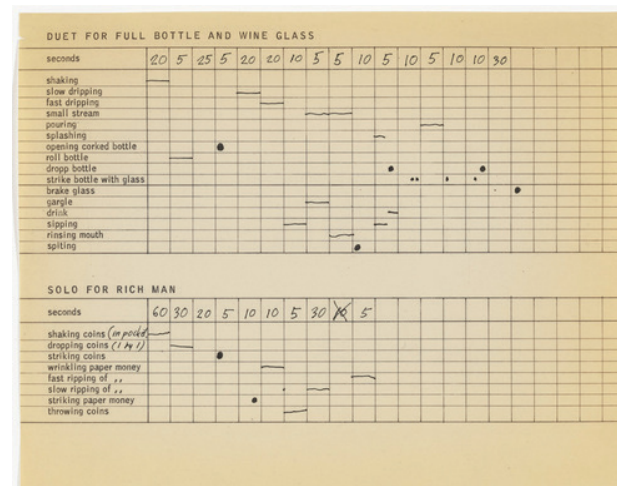 DUET FOR FULL BOTTLE AND WINE GLASS
seconds 20 5 25 5 20 20 10 5 5 10 5 10 5 10 10 30
shaking
slow dripping
fast dripping
small stream
pouring
splashing
opening corked bottle
roll bottle
dropp bottle
strike bottle with glass
brake glass
gargle
drink
sipping
rinsing mouth
spiting
SOLO FOR RICH MAN
seconds 60 30 20 5 10 10 5 30 10 5
shaking coins (in pocket)
dropping coins (1 by 1)
striking coins
wrinkling paper money
fast ripping of ,,
slow ripping of ,,
striking paper money
throwing coins